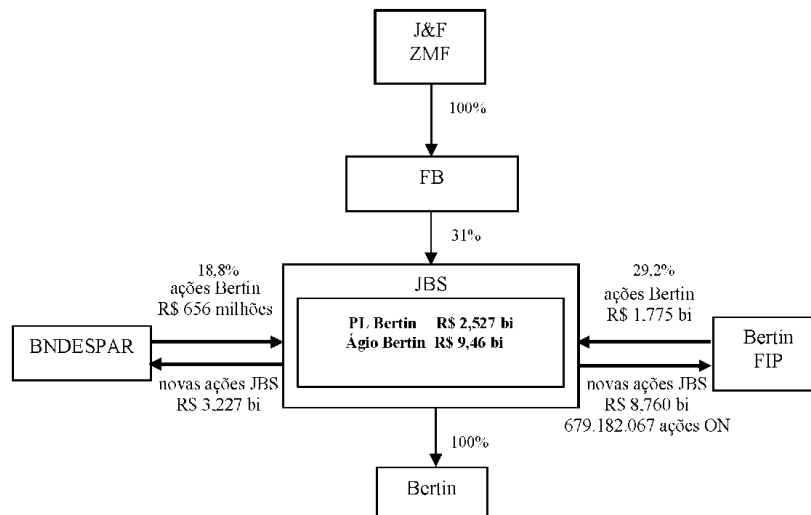 J&F
ZMF
100%
FB
31%
18,8%
ações Bertin
R$ 656 milhões
JBS
29,2%
ações Bertin
R$ 1.775 bi
PL Bertin R$ 2,527 bi
Ágio Bertin R$ 9,46 bi
BNDESPAR
Bertin
FIP
novas ações JBS
R$ 3,227 bi
novas ações JBS
R$ 8,760 bi
679.182.067 ações ON
100%
Bertin